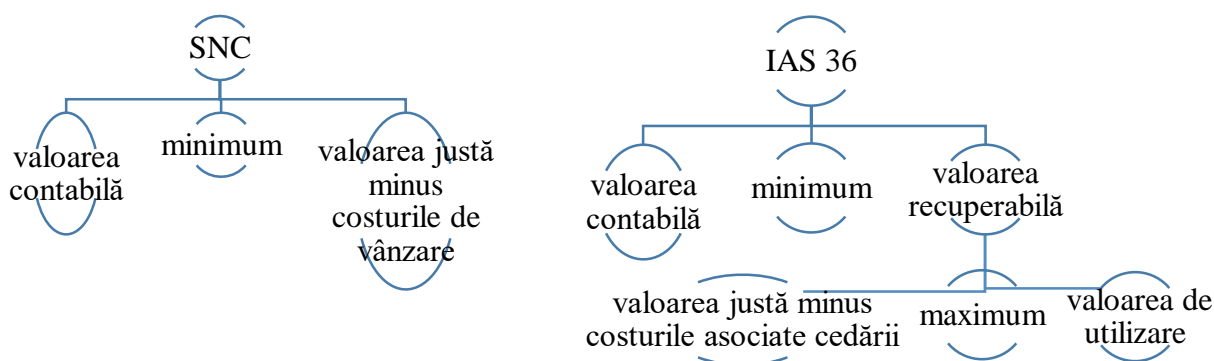 SNC
valoarea
contabilă
minimum
valoarea justă
minus
costurile de
vânzare
IAS 36
valoarea
contabilă
minimum
valoarea
recuperabilă
valoarea justă minus
costurile asociate cedării
maximum
valoarea de
utilizare